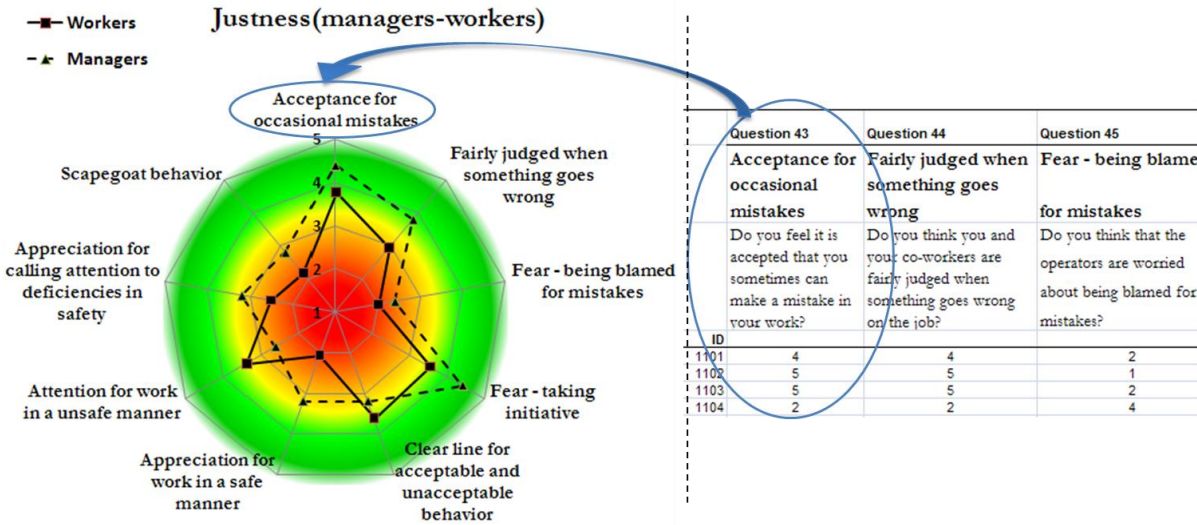 Justness(managers-workers)
Workers
Managers
Acceptance for
occasional mistakes
Fairly judged when
something goes
wrong
Fear - being blamed
for mistakes
Fear - taking
initiative
Clear line for
acceptable and
unacceptable
behavior
Appreciation for
work in a safe
manner
Attention for work
in a unsafe manner
Appreciation for
calling attention to
deficiencies in
safety
Scapegoat behavior
5
4
3
2
1
Question 43
Question 44
Question 45
Acceptance for
occasional
mistakes
Fairly judged when
something goes
wrong
Fear - being blamed
for mistakes
Do you feel it is
accepted that you
sometimes can
make a mistake in
your work?
Do you think you and
your co-workers are
fairly judged when
something goes wrong
on the job?
Do you think that the
operators are worried
about being blamed for
mistakes?
ID
1101 4 4 2
1102 5 5 1
1103 5 5 2
1104 2 2 4